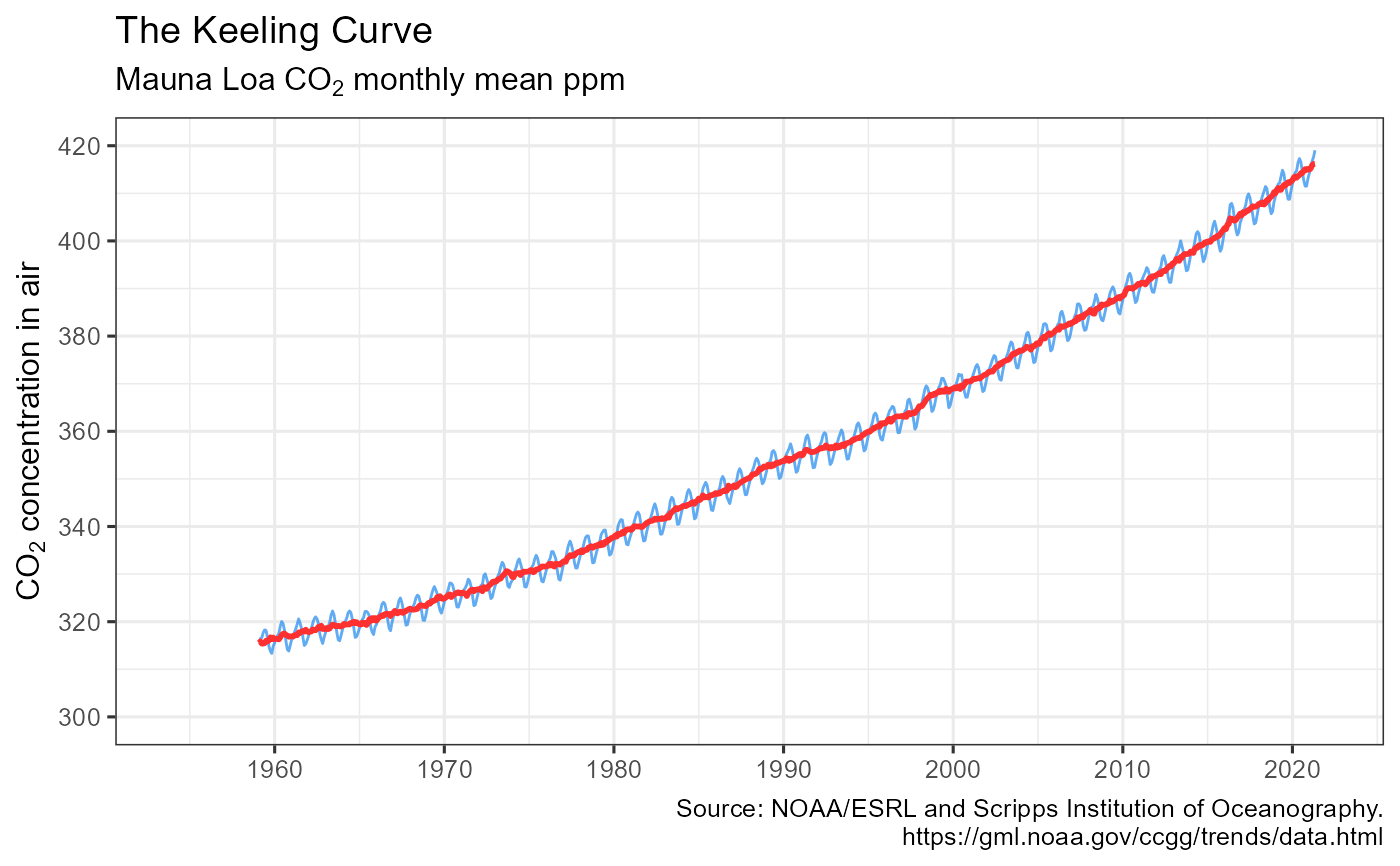 The Keeling Curve
Mauna Loa CO₂ monthly mean ppm
CO₂ concentration in air
420
400
380
360
340
320
300
1960 1970 1980 1990 2000 2010 2020
Source: NOAA/ESRL and Scripps Institution of Oceanography.
https://gml.noaa.gov/ccgg/trends/data.html